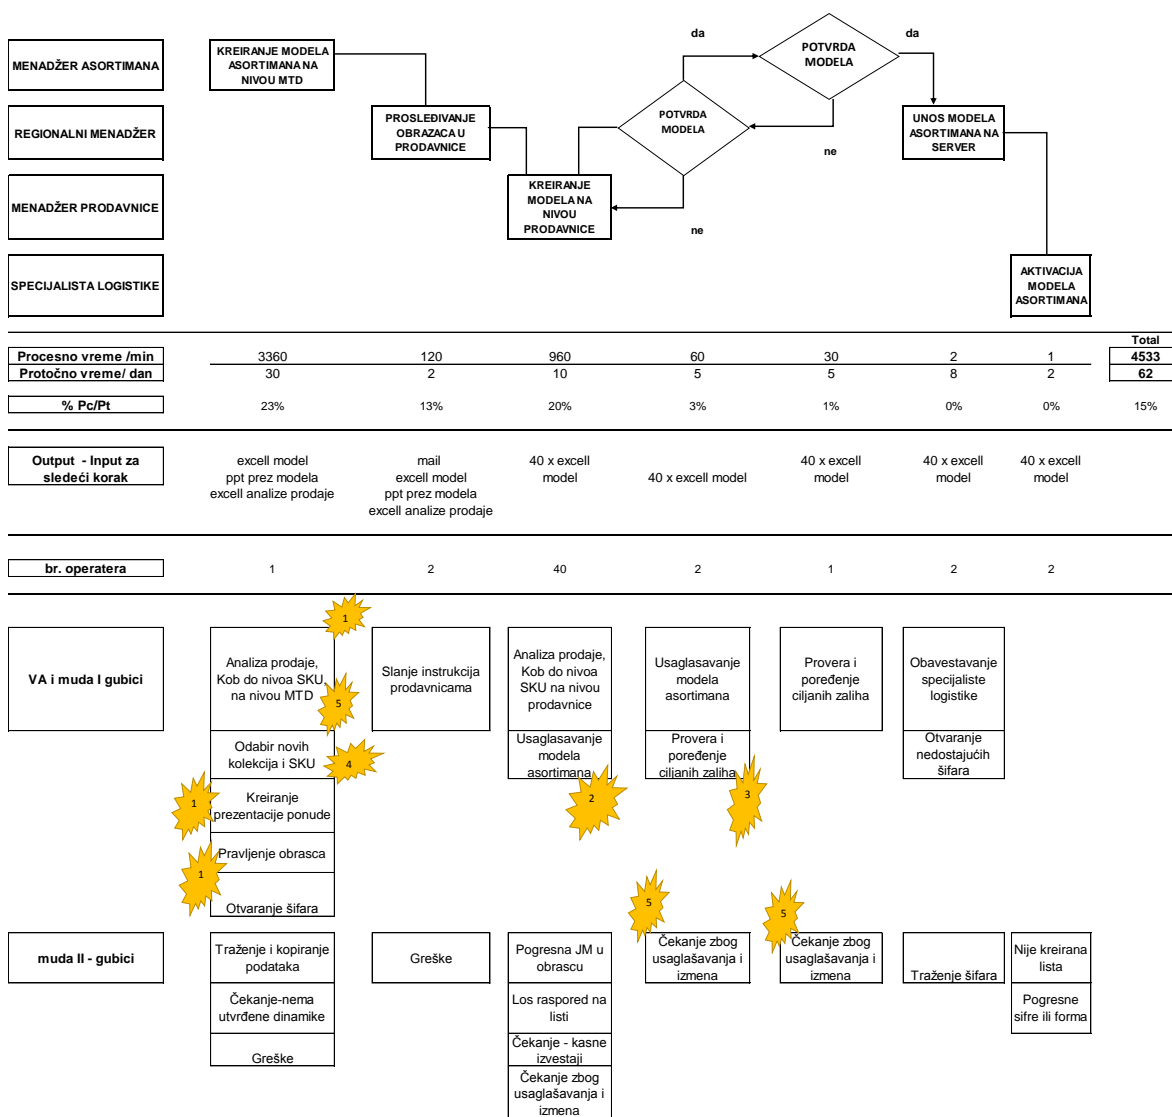 da
da
MENADŽER ASORTIMANA
KREIRANJE MODELA
ASORTIMANA NA
NIVOU MTD
POTVRDA
MODELA
REGIONALNI MENADŽER
PROSLEĐIVANJE
OBRAZACA U
PRODAVNICE
POTVRDA
MODELA
UNOS MODELA
ASORTIMANA NA
SERVER
ne
MENADŽER PRODAVNICE
KREIRANJE
MODELA NA
NIVOU
PRODAVNICE
ne
SPECIJALISTA LOGISTIKE
AKTIVACIJA
MODELA
ASORTIMANA
Total
Procesno vreme /min 3360 120 960 60 30 2 1 4533
Protočno vreme/ dan 30 2 10 5 5 8 2 62
% Pc/Pt 23% 13% 20% 3% 1% 0% 0% 15%
Output - Input za
sledeći korak
excell model
ppt prez modela
excell analize prodaje
mail
excell model
ppt prez modela
excell analize prodaje
40 x excell
model
40 x excell model
40 x excell
model
40 x excell
model
40 x excell
model
br. operatera 1 2 40 2 1 2 2
VA i muda I gubici
1
Analiza prodaje,
Kob do nivoa SKU,
na nivou MTD
5
Slanje instrukcija
prodavnicama
Analiza prodaje,
Kob do nivoa
SKU na nivou
prodavnice
Usaglasavanje
modela
asortimana
Provera i
poređenje
ciljanih zaliha
Obavestavanje
specijaliste
logistike
Odabir novih
kolekcija i SKU
4
Usaglasavanje
modela
asortimana
2
Provera i
poređenje
ciljanih zaliha
3
Otvaranje
nedostajućih
šifara
1
Kreiranje
prezentacije ponude
Pravljenje obrasca
1
Otvaranje šifara
5
5
muda II - gubici
Traženje i kopiranje
podataka
Greške
Pogresna JM u
obrascu
Čekanje zbog
usaglašavanja i
izmena
Čekanje zbog
usaglašavanja i
izmena
Traženje šifara
Nije kreirana
lista
Čekanje-nema
utvrđene dinamike
Los raspored na
listi
Pogresne
sifre ili forma
Greške
Čekanje - kasne
izvestaji
Čekanje zbog
usaglašavanja i
izmena